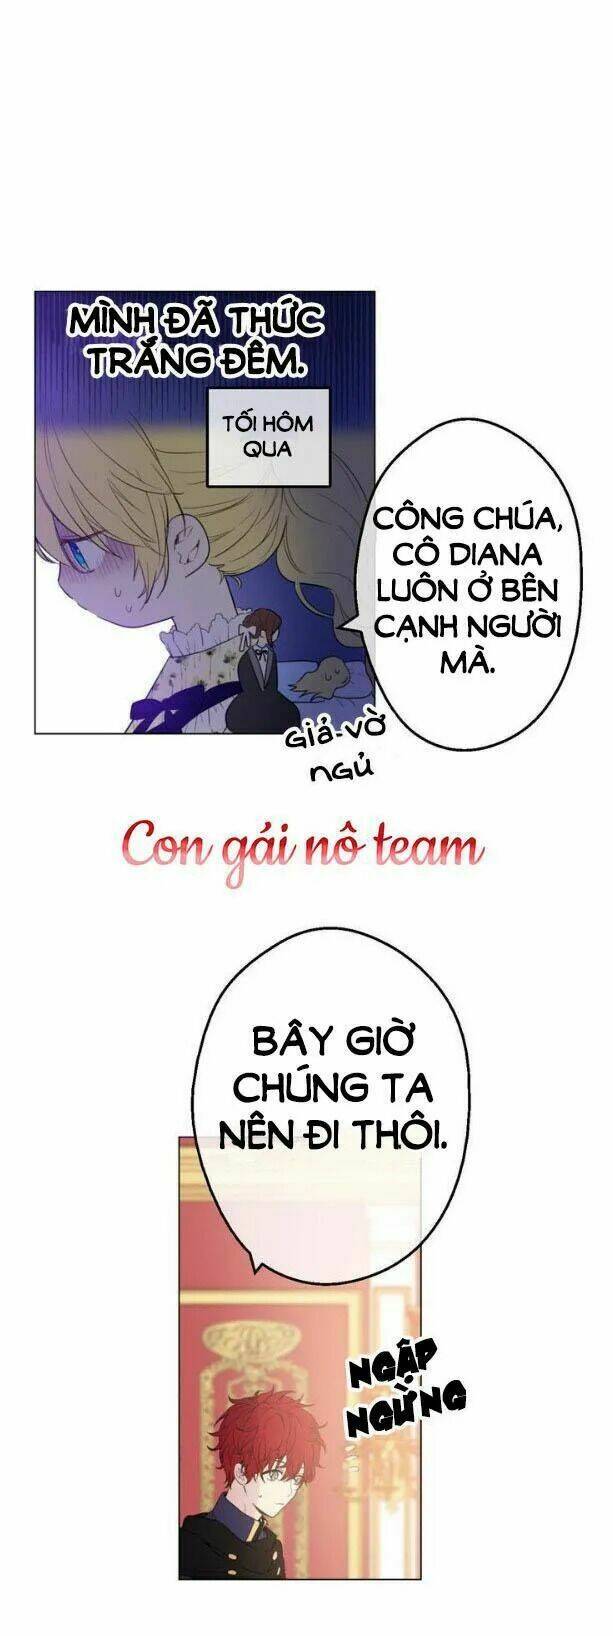 MÌNH ĐÃ THỨC
TRẮNG ĐÊM.
TỐI HÔM
QUA
CÔNG CHÚA,
CÔ DIANA
LUÔN Ở BÊN
CẠNH NGƯỜI
MÀ.
Giả vờ
ngủ
Con gái nô team
BÂY GIỜ
CHÚNG TA
NÊN ĐI THÔI.
NGẬP
NGỪNG